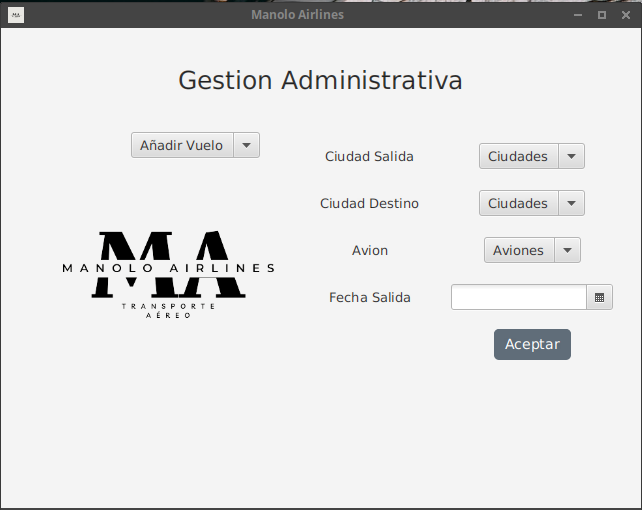 MA
Manolo Airlines
Gestion Administrativa
Añadir Vuelo
Ciudad Salida
Ciudades
Ciudad Destino
Ciudades
Avion
Aviones
Fecha Salida
Aceptar
MA
MANOLO AIRLINES
TRANSPORTE
AÉREO